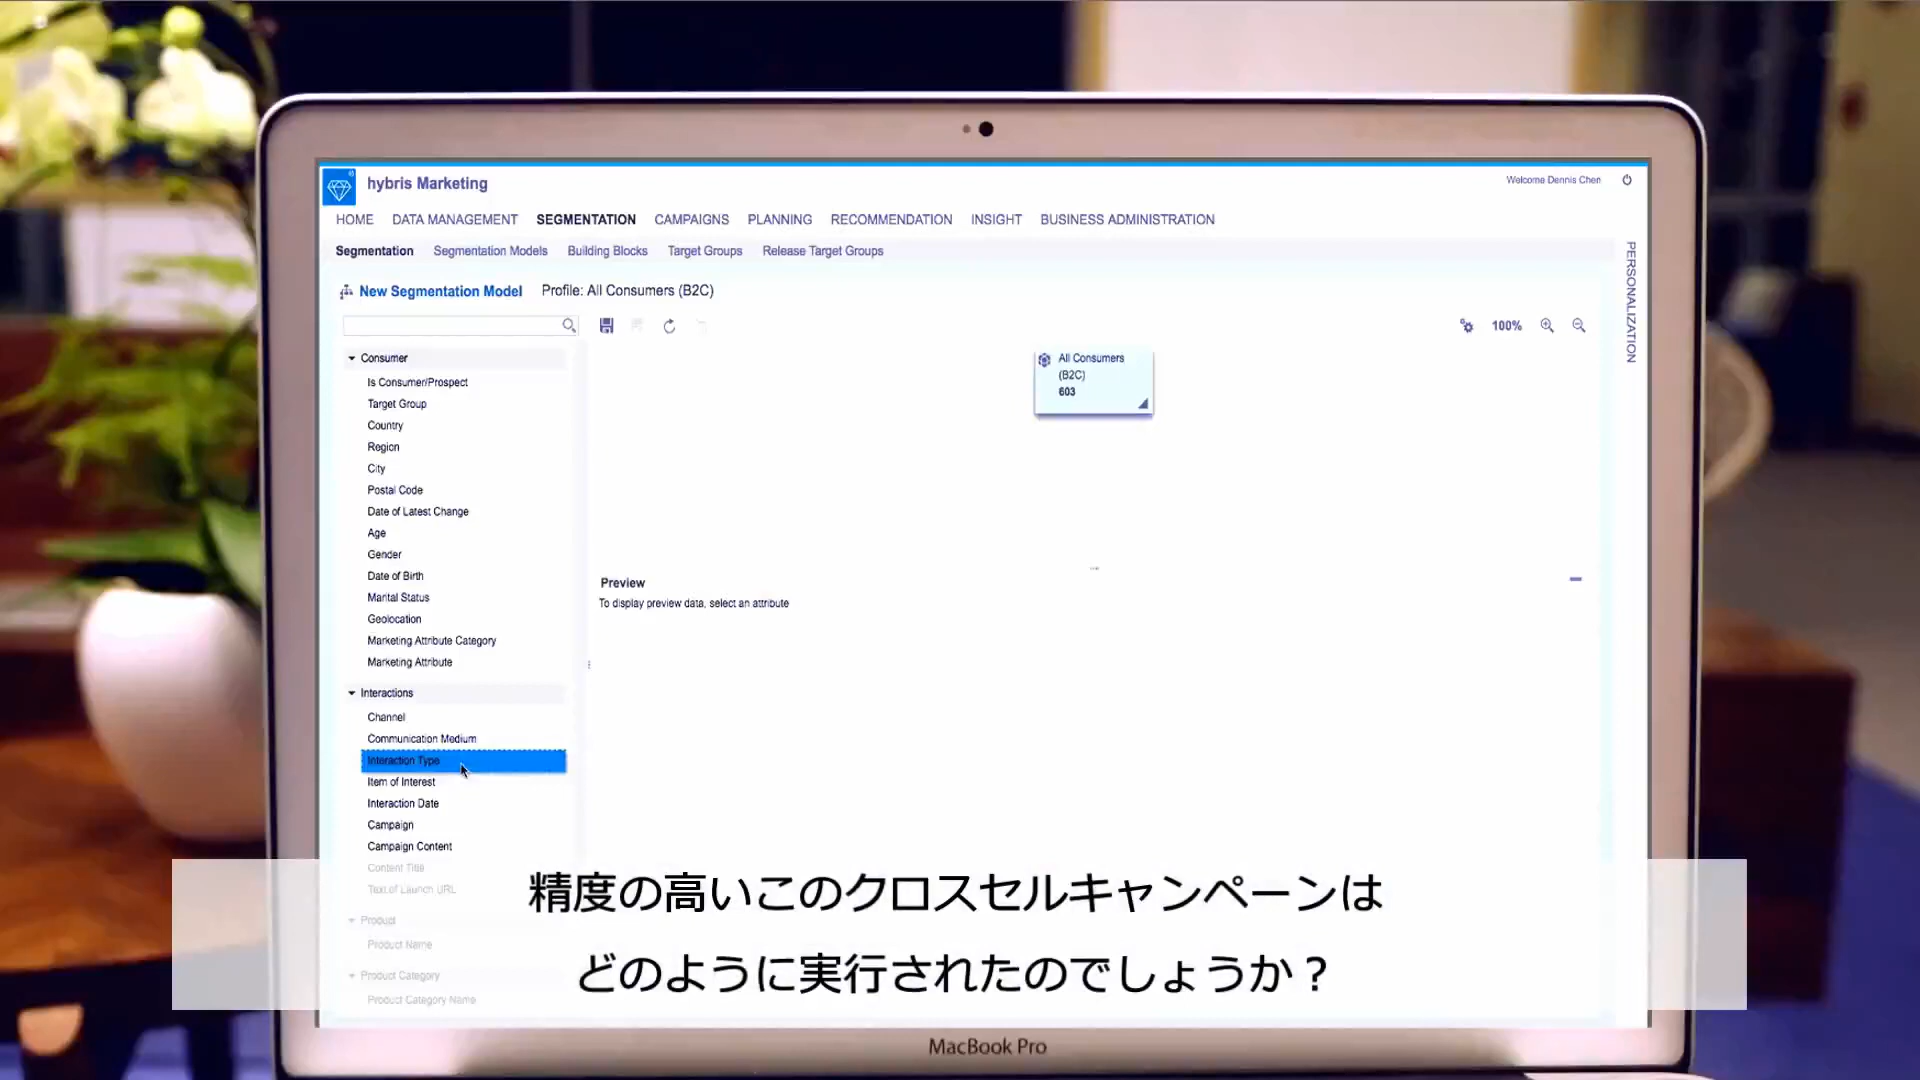 hybris Marketing
Welcome Dennis Chen
HOME DATA MANAGEMENT SEGMENTATION CAMPAIGNS PLANNING RECOMMENDATION INSIGHT BUSINESS ADMINISTRATION
Segmentation Segmentation Models Building Blocks Target Groups Release Target Groups
PERSONALIZATION
New Segmentation Model Profile: All Consumers (B2C)
100%
Consumer
Is Consumer/Prospect
Target Group
Country
Region
City
Postal Code
Date of Latest Change
Age
Gender
Date of Birth
Marital Status
Geolocation
Marketing Attribute Category
Marketing Attribute
Interactions
Channel
Communication Medium
Interaction Type
Item of Interest
Interaction Date
Campaign
Campaign Content
Content Title
Text of Launch URL
Product
Product Name
Product Category
Product Category Name
All Consumers
(B2C)
603
Preview
To display preview data, select an attribute
精度の高いこのクロスセルキャンペーンは
どのように実行されたのでしょうか？
MacBook Pro